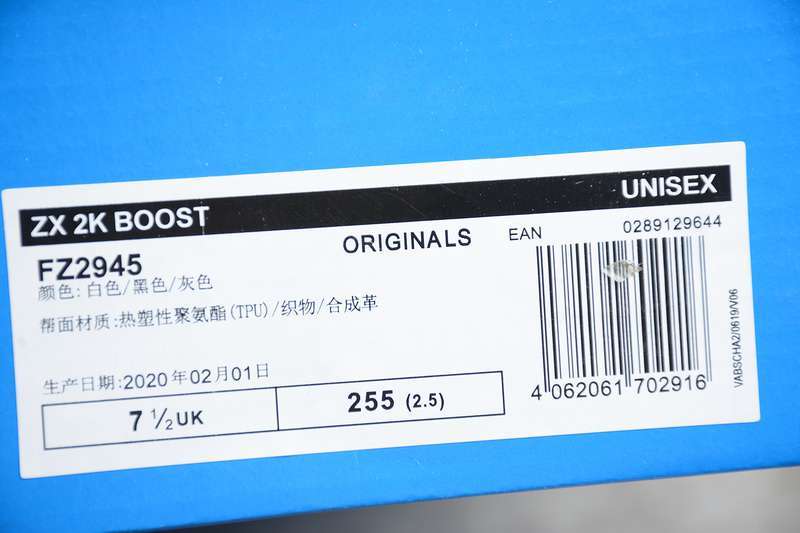 ZX 2K BOOST UNISEX
ORIGINALS EAN 0289129644
FZ2945
颜色:白色/黑色/灰色
帮面材质:热塑性聚氨酯(TPU)/织物/合成革
生产日期:2020年02月01日
7 ½ UK 255 (2.5)
4 062061 702916
VABSCHA2/0619/V06